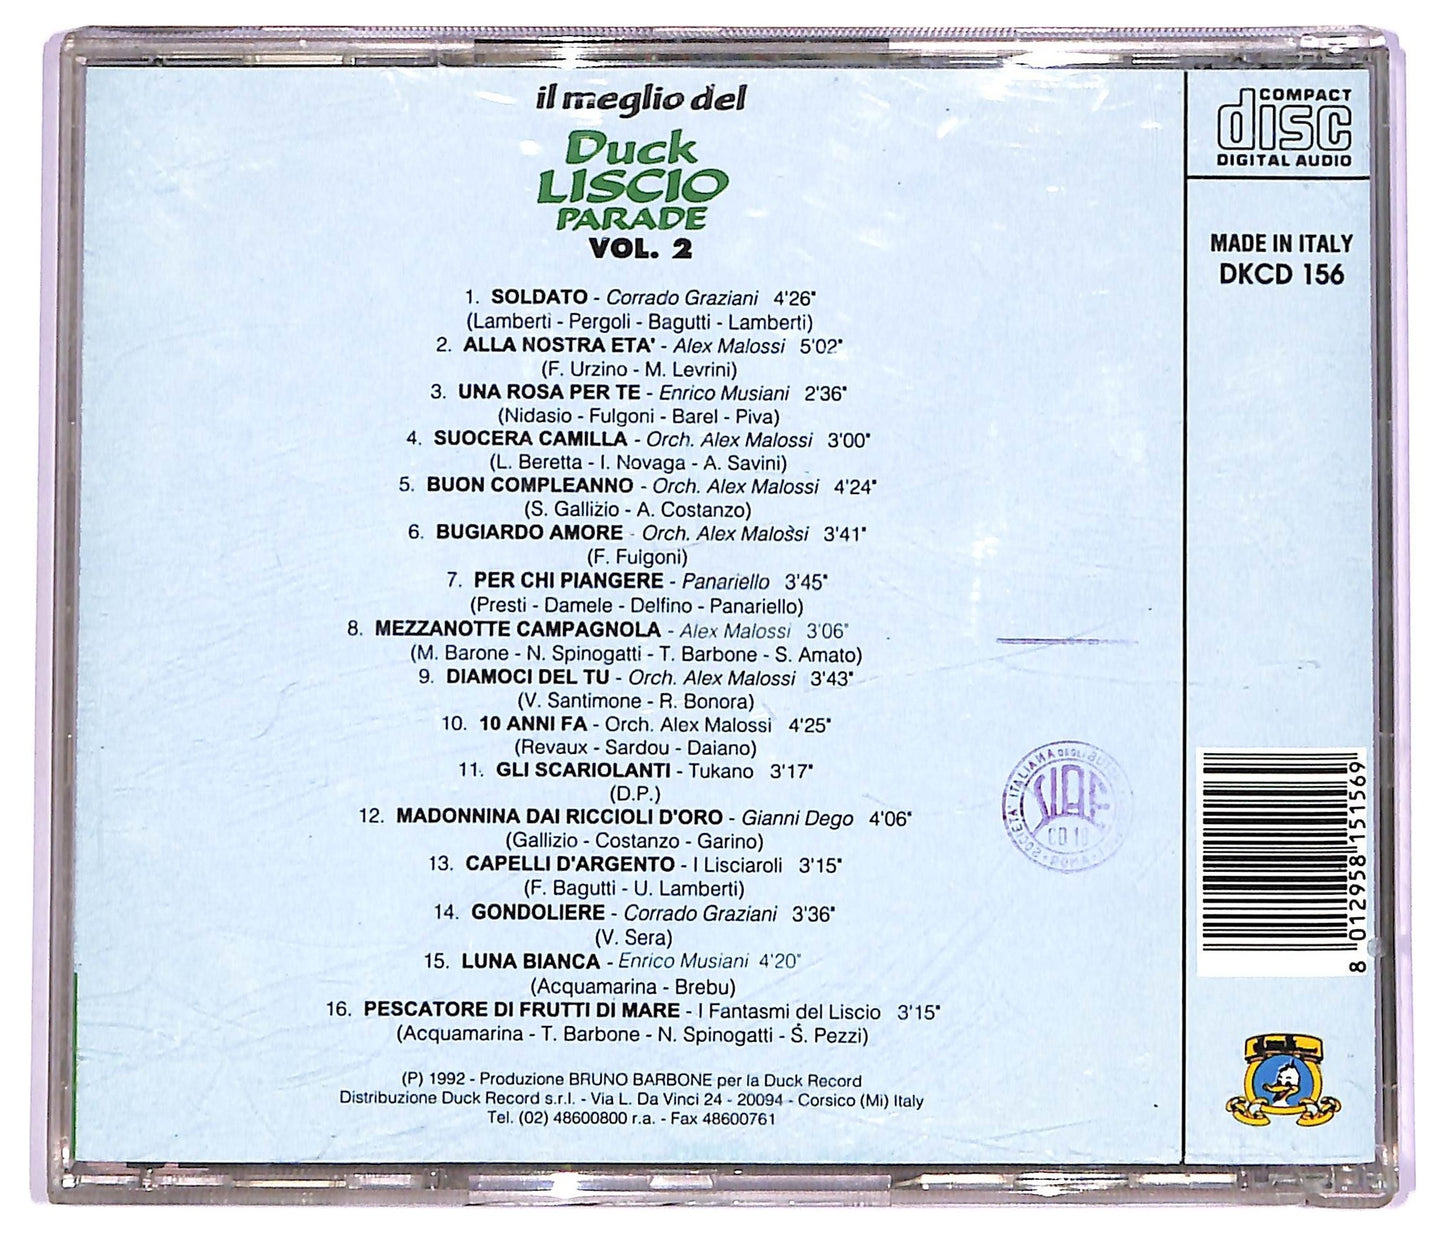 il meglio del
Duck
LISCIO
PARADE
VOL. 2
1. SOLDATO - Corrado Graziani 4'26"
(Lamberti - Pergoli - Bagutti - Lamberti)
2. ALLA NOSTRA ETA' - Alex Malossi 5'02"
(F. Urzino - M. Levrini)
3. UNA ROSA PER TE - Enrico Musiani 2'36"
(Nidasio - Fulgoni - Barel - Piva)
4. SUOCERA CAMILLA - Orch. Alex Malossi 3'00"
(L. Beretta - I. Novaga - A. Savini)
5. BUON COMPLEANNO - Orch. Alex Malossi 4'24"
(S. Gallizio - A. Costanzo)
6. BUGIARDO AMORE - Orch. Alex Malossi 3'41"
(F. Fulgoni)
7. PER CHI PIANGERE - Panariello 3'45"
(Presti - Damele - Delfino - Panariello)
8. MEZZANOTTE CAMPAGNOLA - Alex Malossi 3'06"
(M. Barone - N. Spinogatti - T. Barbone - S. Amato)
9. DIAMOCI DEL TU - Orch. Alex Malossi 3'43"
(V. Santimone - R. Bonora)
10. 10 ANNI FA - Orch. Alex Malossi 4'25"
(Revaux - Sardou - Daiano)
11. GLI SCARIOLANTI - Tukano 3'17"
(D.P.)
12. MADONNINA DAI RICCIOLI D'ORO - Gianni Dego 4'06"
(Gallizio - Costanzo - Garino)
13. CAPELLI D'ARGENTO - I Lisciaroli 3'15"
(F. Bagutti - U. Lamberti)
14. GONDOLIERE - Corrado Graziani 3'36"
(V. Sera)
15. LUNA BIANCA - Enrico Musiani 4'20"
(Acquamarina - Brebu)
16. PESCATORE DI FRUTTI DI MARE - I Fantasmi del Liscio 3'15"
(Acquamarina - T. Barbone - N. Spinogatti - S. Pezzi)
(P) 1992 - Produzione BRUNO BARBONE per la Duck Record
Distribuzione Duck Record s.r.l. - Via L. Da Vinci 24 - 20094 - Corsico (Mi) Italy
Tel. (02) 48600800 r.a. - Fax 48600761
COMPACT
disc
DIGITAL AUDIO
MADE IN ITALY
DKCD 156
SOCIETA' ITALIANA DEGLI
SIAE
CD 10
ROMA
8 012958 151569